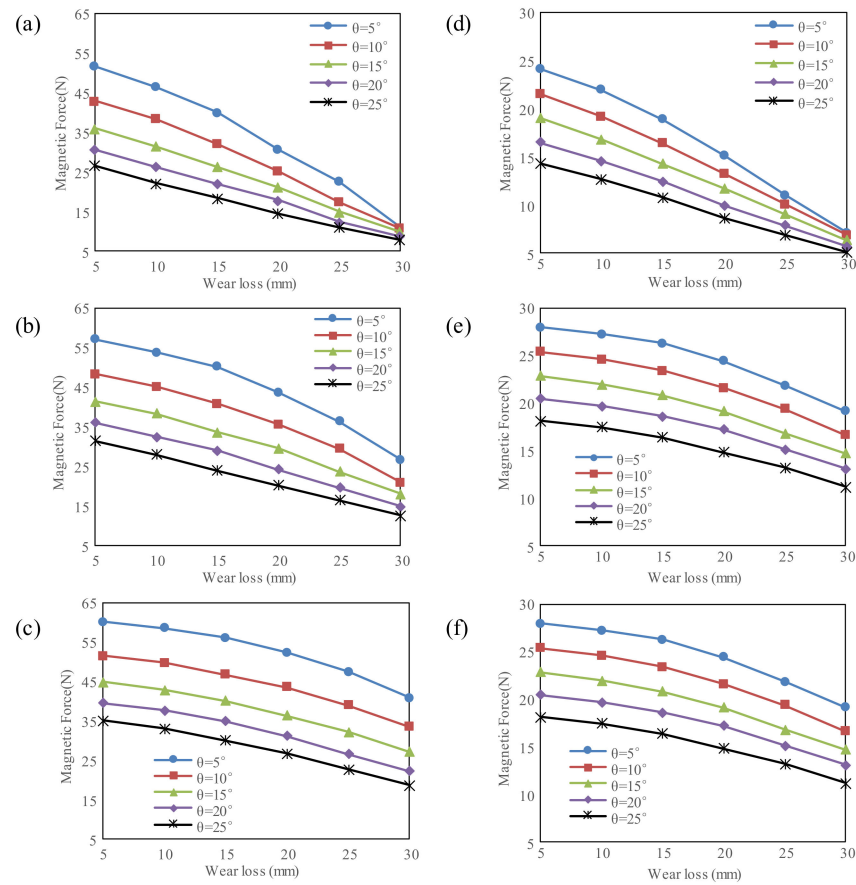 (a)
65
55
45
35
25
15
5
Magnetic Force(N)
θ=5°
θ=10°
θ=15°
θ=20°
θ=25°
5 10 15 20 25 30
Wear loss (mm)
(d)
30
25
20
15
10
5
Magnetic Force(N)
θ=5°
θ=10°
θ=15°
θ=20°
θ=25°
5 10 15 20 25 30
Wear loss (mm)
(b)
65
55
45
35
25
15
5
Magnetic Force(N)
θ=5°
θ=10°
θ=15°
θ=20°
θ=25°
5 10 15 20 25 30
Wear loss (mm)
(e)
30
25
20
15
10
5
Magnetic Force(N)
θ=5°
θ=10°
θ=15°
θ=20°
θ=25°
5 10 15 20 25 30
Wear loss (mm)
(c)
65
55
45
35
25
15
5
Magnetic Force(N)
θ=5°
θ=10°
θ=15°
θ=20°
θ=25°
5 10 15 20 25 30
Wear loss (mm)
(f)
30
25
20
15
10
5
Magnetic Force(N)
θ=5°
θ=10°
θ=15°
θ=20°
θ=25°
5 10 15 20 25 30
Wear loss (mm)